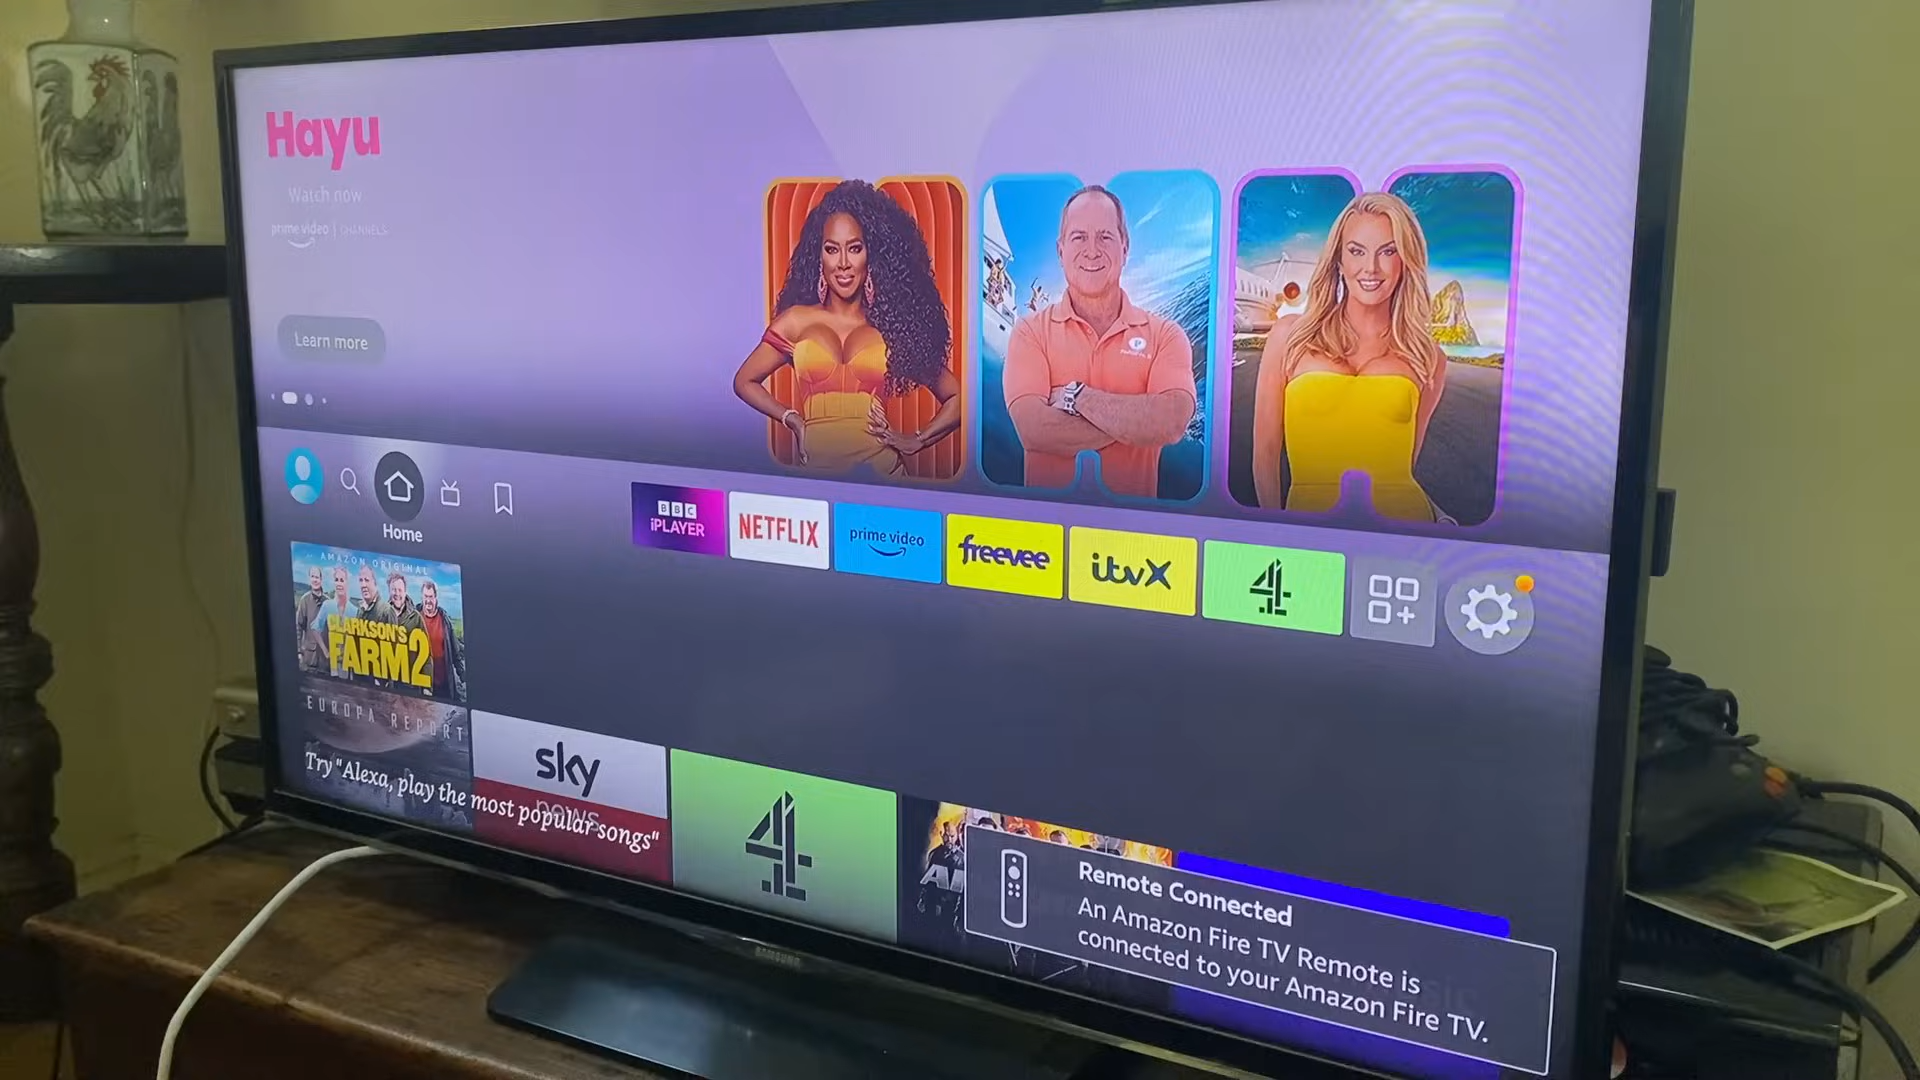 Hayu
Watch now
prime video | CHANNELS
Learn more
Home
BBC
iPLAYER
NETFLIX
prime video
freevee
itvX
4
AMAZON ORIGINAL
CLARKSON'S
FARM 2
EUROPA REPORT
Try "Alexa, play the most popular songs"
sky
news
4
Remote Connected
An Amazon Fire TV Remote is
connected to your Amazon Fire TV.
SAMSUNG